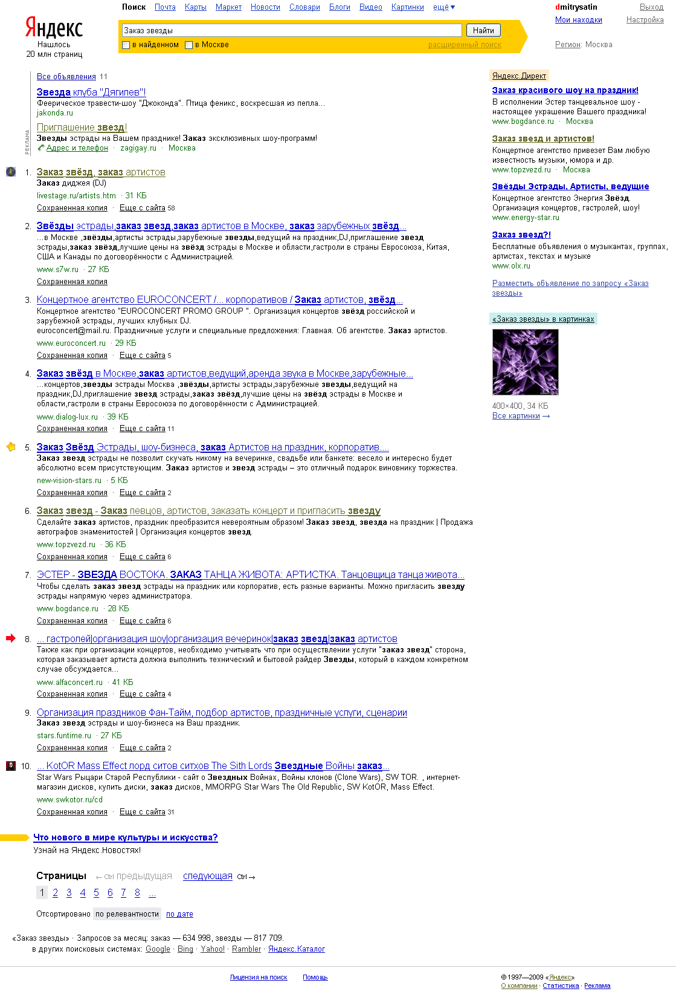 Поиск Почта Карты Маркет Новости Словари Блоги Видео Картинки ещё ▼
dmitrysatin Выход
Мои находки Настройка
Яндекс
Нашлось
20 млн страниц
Заказ звезды Найти
в найденном в Москве расширенный поиск
Регион: Москва
Все объявления 11
РЕКЛАМА
Звезда клуба "Дягилев"!
Феерическое травести-шоу "Джоконда". Птица феникс, воскресшая из пепла...
jakonda.ru
Приглашение звезд!
Звезды эстрады на Вашем празднике! Заказ эксклюзивных шоу-программ!
Адрес и телефон · zagigay.ru · Москва
1. Заказ звёзд, заказ артистов
Заказ диджея (DJ)
livestage.ru/artists.htm · 31 КБ
Сохраненная копия · Еще с сайта 58
2. Звёзды эстрады,заказ звезд,заказ артистов в Москве, заказ зарубежных звёзд...
...в Москве ,звёзды,артисты эстрады,зарубежные звезды,ведущий на праздник,DJ,приглашение звезд
эстрады,заказ звёзд,лучшие цены на звёзд эстрады в Москве и области,гастроли в страны Евросоюза, Китая,
США и Канады по договорённости с Администрацией.
www.s7w.ru · 27 КБ
Сохраненная копия
3. Концертное агентство EUROCONCERT /... корпоративов / Заказ артистов, звёзд...
Концертное агентство "EUROCONCERT PROMO GROUP ". Организация концертов звёзд российской и
зарубежной эстрады, лучших клубных DJ.
euroconcert@mail.ru. Праздничные услуги и специальные предложения: Главная. Об агентстве. Заказ артистов.
www.euroconcert.ru · 29 КБ
Сохраненная копия · Еще с сайта 5
4. Заказ звёзд в Москве,заказ артистов,ведущий,аренда звука в Москве,зарубежные...
...концертов,звезды эстрады Москва ,звёзды,артисты эстрады,зарубежные звезды,ведущий на
праздник,DJ,приглашение звезд эстрады,заказ звёзд,лучшие цены на звёзд эстрады в Москве и
области,гастроли в страны Евросоюза по договорённости с Администрацией.
www.dialog-lux.ru · 39 КБ
Сохраненная копия · Еще с сайта 11
5. Заказ Звёзд Эстрады, шоу-бизнеса, заказ Артистов на праздник, корпоратив....
Заказ звезд эстрады не позволит скучать никому на вечеринке, свадьбе или банкете: весело и интересно будет
абсолютно всем присутствующим. Заказ артистов и звезд эстрады – это отличный подарок виновнику торжества.
new-vision-stars.ru · 5 КБ
Сохраненная копия · Еще с сайта 2
6. Заказ звезд - Заказ певцов, артистов, заказать концерт и пригласить звезду
Сделайте заказ артистов, праздник преобразится невероятным образом! Заказ звезд, звезда на праздник | Продажа
автографов знаменитостей | Организация концертов звезд.
www.topzvezd.ru · 36 КБ
Сохраненная копия · Еще с сайта 6
7. ЭСТЕР - ЗВЕЗДА ВОСТОКА. ЗАКАЗ ТАНЦА ЖИВОТА: АРТИСТКА. Танцовщица танца живота...
Чтобы сделать заказ звезд эстрады на праздник или корпоратив, есть разные варианты. Можно пригласить звезду
эстрады напрямую через администратора.
www.bogdance.ru · 28 КБ
Сохраненная копия · Еще с сайта 6
8. ... гастролей|организация шоу|организация вечеринок|заказ звезд|заказ артистов
Также как при организации концертов, необходимо учитывать что при осуществлении услуги "заказ звезд" сторона,
которая заказывает артиста должна выполнить технический и бытовой райдер Звезды, который в каждом конкретном
случае обсуждается...
www.alfaconcert.ru · 41 КБ
Сохраненная копия · Еще с сайта 4
9. Организация праздников Фан-Тайм, подбор артистов, праздничные услуги, сценарии
Заказ звезд эстрады и шоу-бизнеса на Ваш праздник.
stars.funtime.ru · 27 КБ
Сохраненная копия · Еще с сайта 2
10. ... KotOR Mass Effect лорд ситов ситхов The Sith Lords Звездные Войны заказ...
Star Wars Рыцари Старой Республики - сайт о Звездных Войнах, Войны клонов (Clone Wars), SW TOR. , интернет-
магазин дисков, купить диски, заказ дисков, MMORPG Star Wars The Old Republic, SW KotOR, Mass Effect.
www.swkotor.ru/cd
Сохраненная копия · Еще с сайта 31
Яндекс.Директ
Заказ красивого шоу на праздник!
В исполнении Эстер танцевальное шоу -
настоящее украшение Вашего праздника!
www.bogdance.ru · Москва
Заказ звезд и артистов!
Концертное агентство привезет Вам любую
известность музыки, юмора и др.
www.topzvezd.ru · Москва
Звёзды Эстрады, Артисты, ведущие
Концертное агентство Энергия Звёзд.
Организация концертов, гастролей, шоу!
www.energy-star.ru
Заказ звезд?!
Бесплатные объявления о музыкантах, группах,
артистах, текстах и музыке
www.olx.ru
Разместить объявление по запросу «Заказ
звезды»
«Заказ звезды» в картинках
400×400, 34 КБ
Все картинки →
Что нового в мире культуры и искусства?
Узнай на Яндекс.Новостях!
Страницы ← Ctrl предыдущая следующая Ctrl →
1 2 3 4 5 6 7 8 ...
Отсортировано по релевантности по дате
«Заказ звезды» · Запросов за месяц: заказ — 634 998, звезды — 817 709.
в других поисковых системах: Google · Bing · Yahoo! · Rambler · Яндекс.Каталог
Лицензия на поиск Помощь
© 1997—2009 «Яндекс»
О компании · Статистика · Реклама